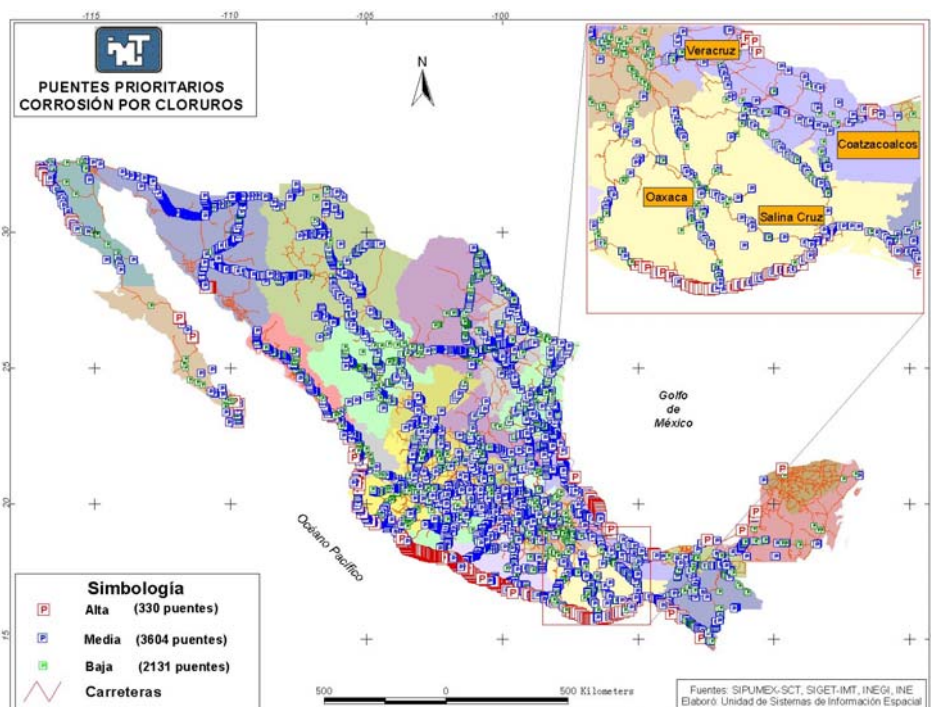 -115
-110
-105
-100
IMT
PUENTES PRIORITARIOS
CORROSIÓN POR CLORUROS
N
Veracruz
Coatzacoalcos
Oaxaca
Salina Cruz
30
25
20
15
Golfo
de
México
Océano Pacífico
Simbología
P Alta (330 puentes)
P Media (3604 puentes)
P Baja (2131 puentes)
Carreteras
500 0 500 Kilometers
Fuentes: SIPUMEX-SCT, SIGET-IMT, INEGI, INE
Elaboró: Unidad de Sistemas de Información Espacial